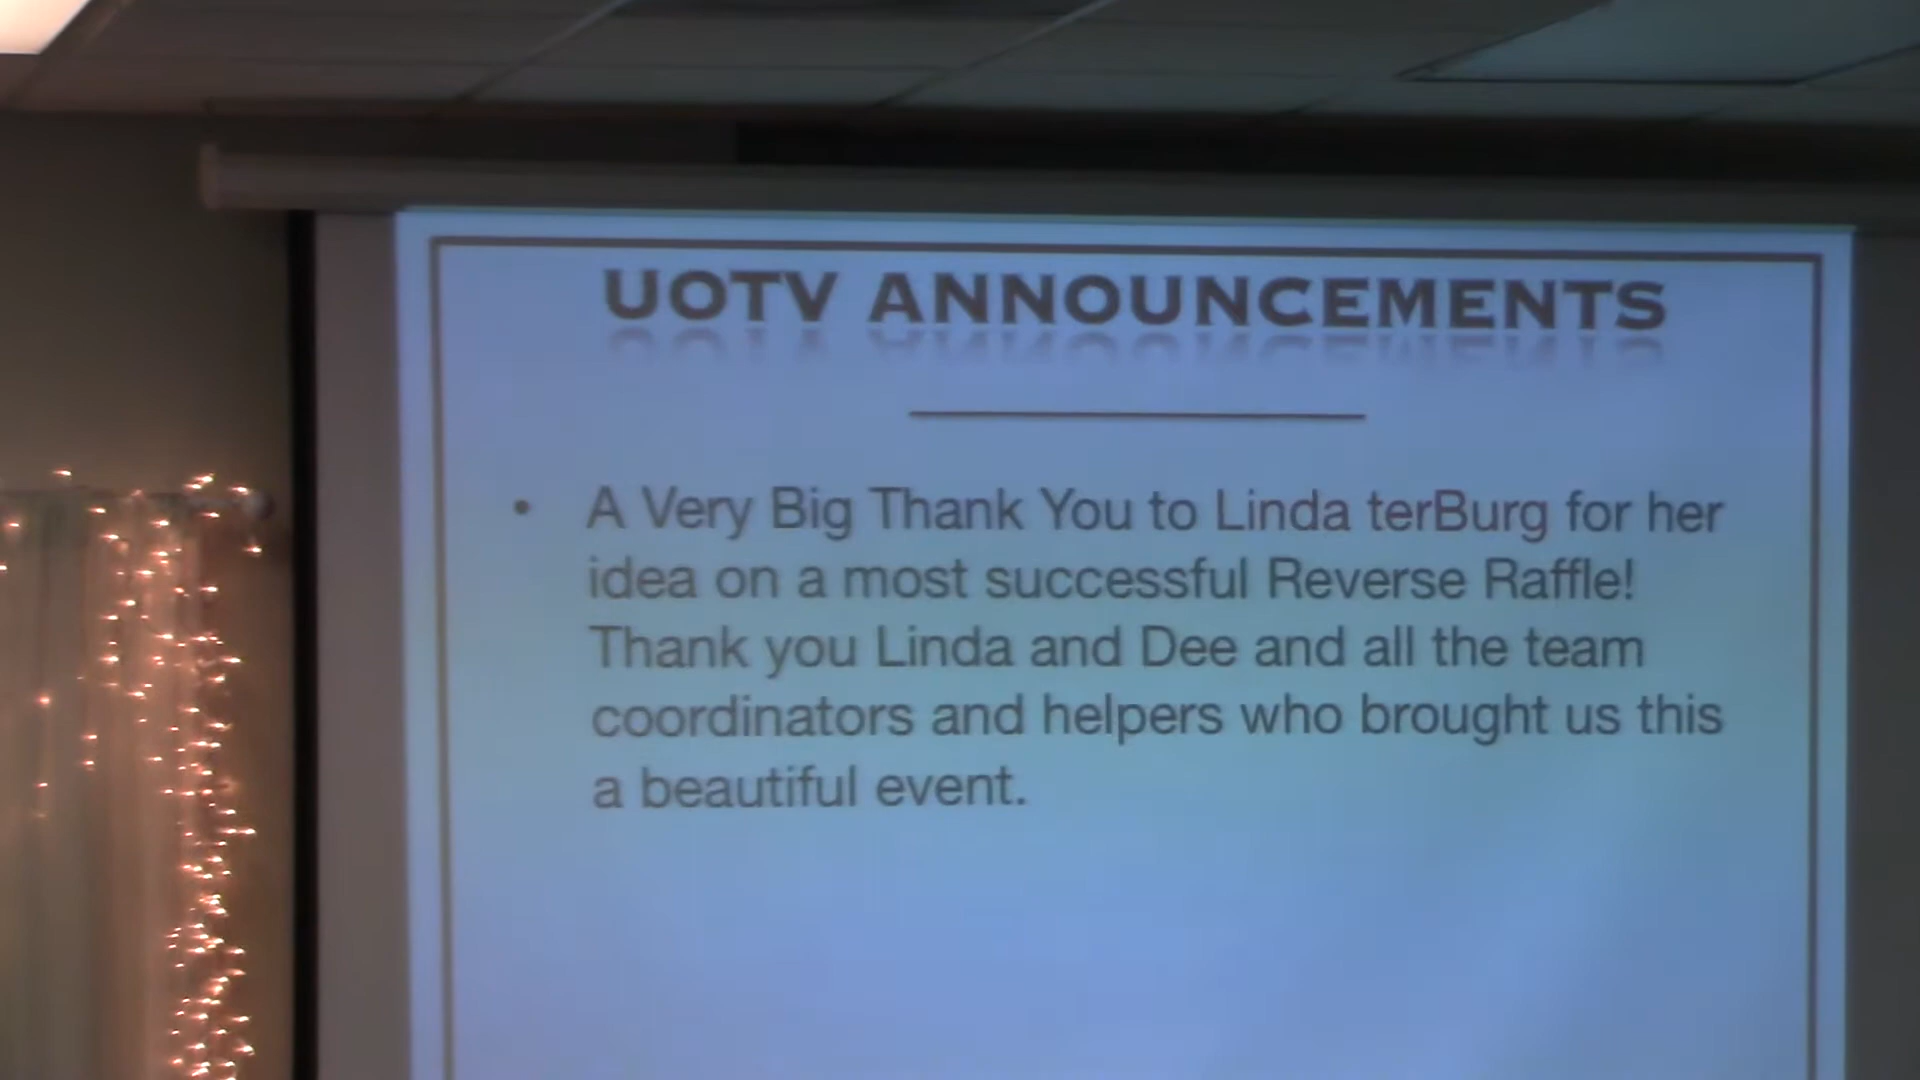 UOTV ANNOUNCEMENTS
• A Very Big Thank You to Linda terBurg for her
idea on a most successful Reverse Raffle!
Thank you Linda and Dee and all the team
coordinators and helpers who brought us this
a beautiful event.